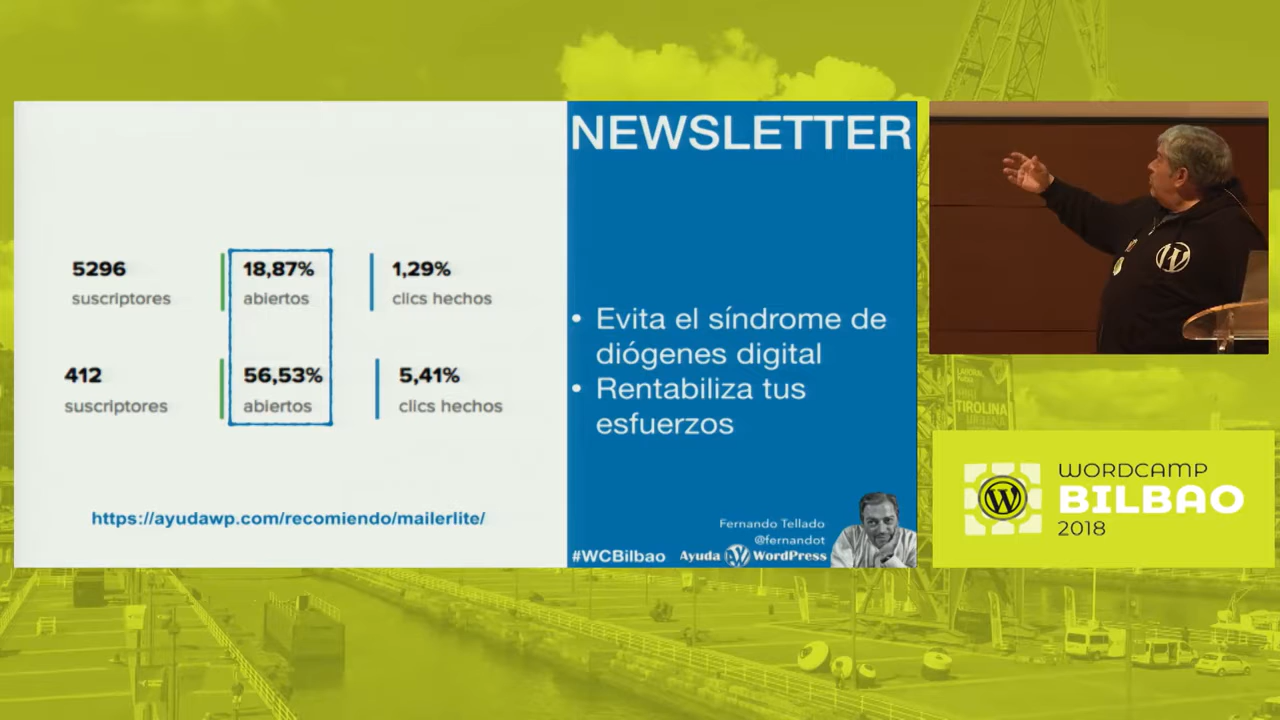 NEWSLETTER
5296
suscriptores
18,87%
abiertos
1,29%
clics hechos
412
suscriptores
56,53%
abiertos
5,41%
clics hechos
https://ayudawp.com/recomiendo/mailerlite/
• Evita el síndrome de
diógenes digital
• Rentabiliza tus
esfuerzos
Fernando Tellado
@fernandot
#WCBilbao Ayuda WordPress
WORDCAMP
BILBAO
2018
TIROLINA